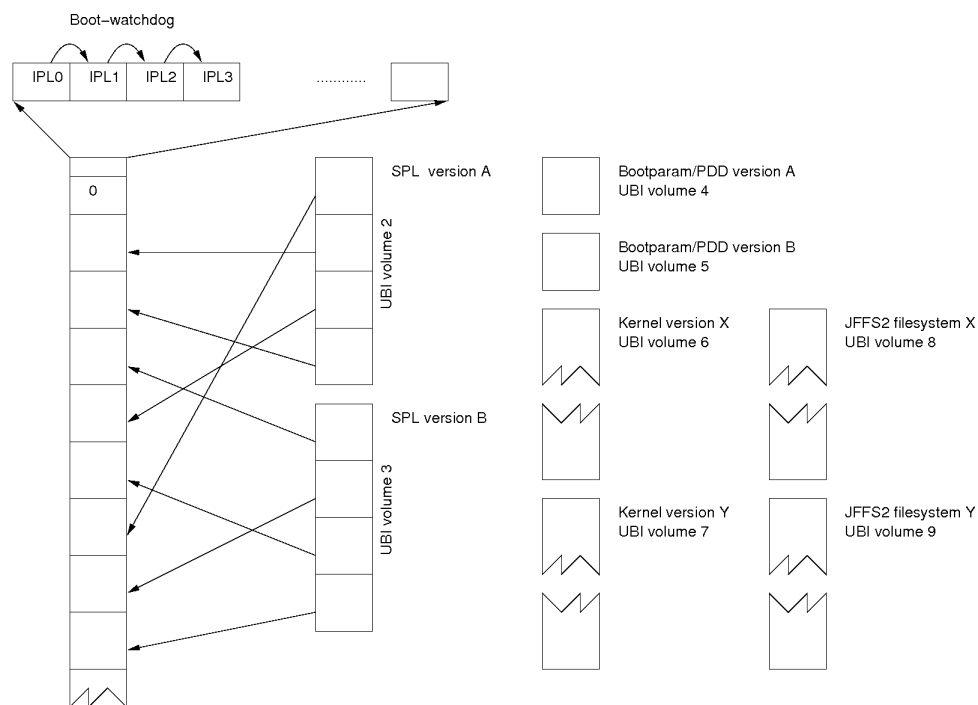 Boot-watchdog
IPL0 IPL1 IPL2 IPL3
............
0
SPL version A
UBI volume 2
SPL version B
UBI volume 3
Bootparam/PDD version A
UBI volume 4
Bootparam/PDD version B
UBI volume 5
Kernel version X
UBI volume 6
JFFS2 filesystem X
UBI volume 8
Kernel version Y
UBI volume 7
JFFS2 filesystem Y
UBI volume 9